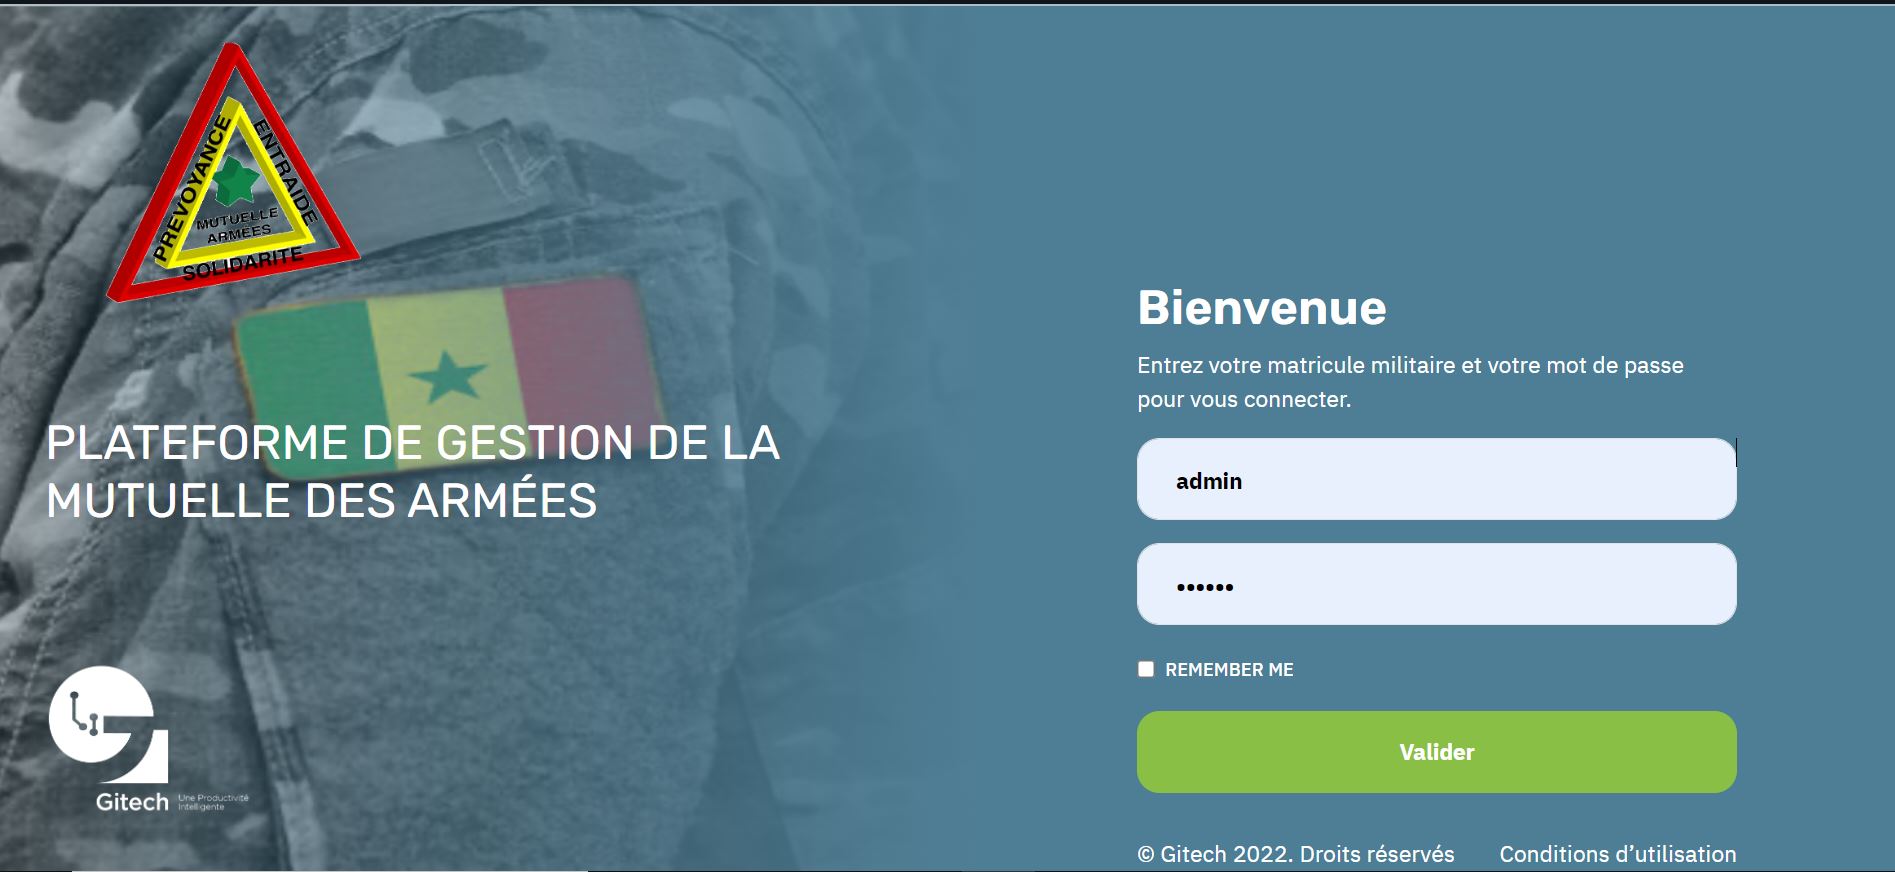 PREVOYANCE
ENTRAIDE
MUTUELLE
ARMÉES
SOLIDARITE
PLATEFORME DE GESTION DE LA
MUTUELLE DES ARMÉES
Gitech
Une Productivité
Intelligente
Bienvenue
Entrez votre matricule militaire et votre mot de passe
pour vous connecter.
admin
••••••
REMEMBER ME
Valider
© Gitech 2022. Droits réservés
Conditions d’utilisation